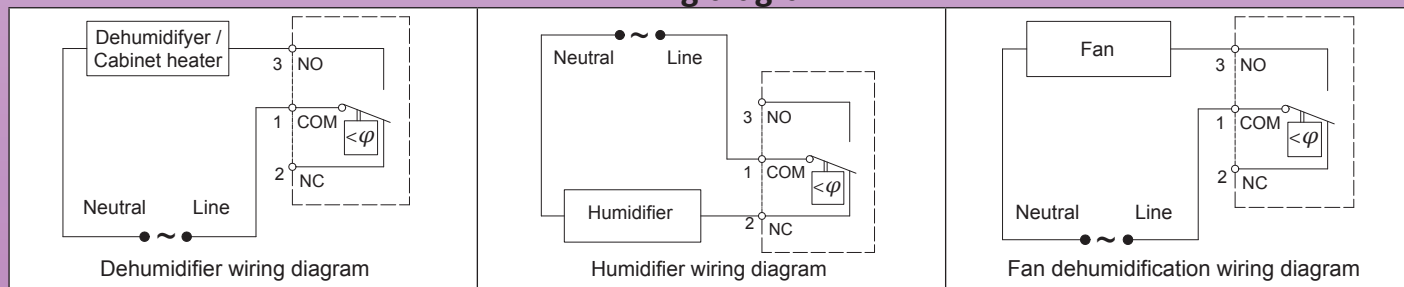 Dehumidifyer /
Cabinet heater
3 NO
1 COM
<φ
2 NC
Neutral Line
~
Dehumidifier wiring diagram
~
Neutral Line
3 NO
1 COM
<φ
Humidifier
2 NC
Humidifier wiring diagram
Fan
3 NO
1 COM
<φ
2 NC
Neutral Line
~
Fan dehumidification wiring diagram